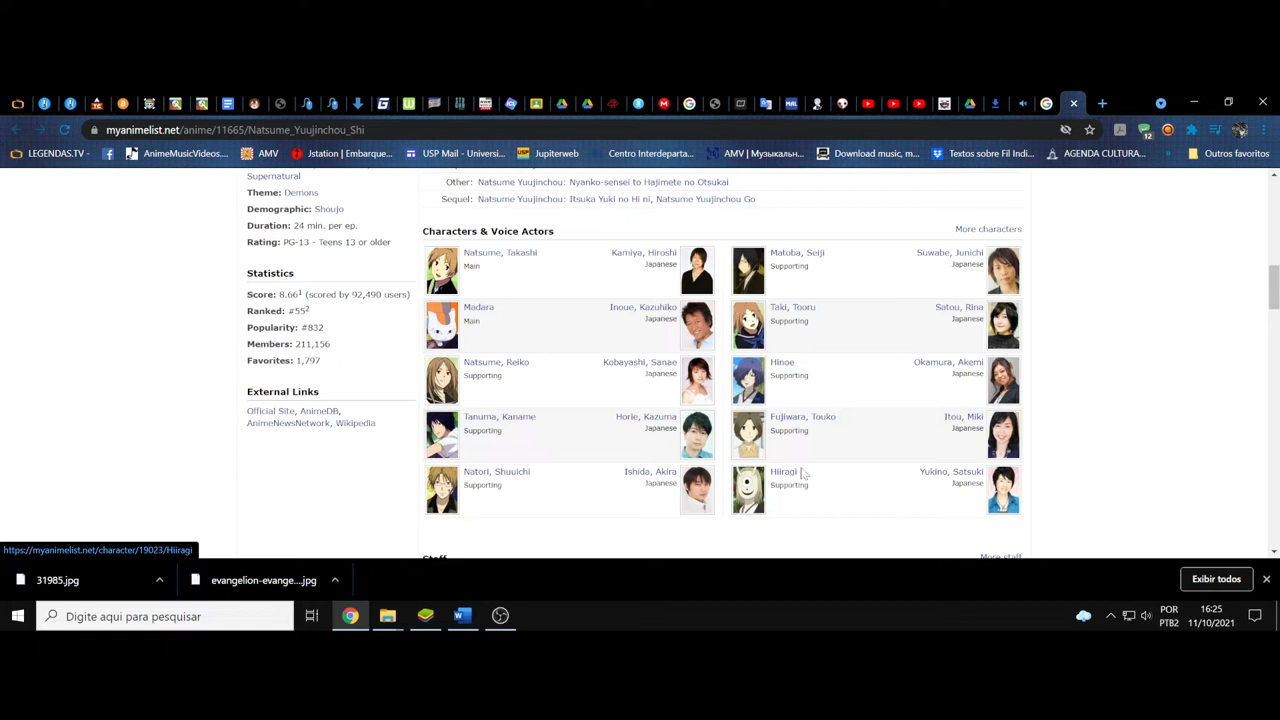 myanimelist.net/anime/11665/Natsume_Yuujinchou_Shi
LEGENDAS.TV - AnimeMusicVideos... AMV Jstation | Embarque... USP Mail - Universi... Jupiterweb Centro Interdeparta... AMV | Музыкальн... Download music, m... Textos sobre Fil Indi... AGENDA CULTURA... » Outros favoritos
Supernatural
Theme: Demons
Demographic: Shoujo
Duration: 24 min. per ep.
Rating: PG-13 - Teens 13 or older
Statistics
Score: 8.66¹ (scored by 92,490 users)
Ranked: #55²
Popularity: #832
Members: 211,156
Favorites: 1,797
External Links
Official Site, AnimeDB,
AnimeNewsNetwork, Wikipedia
Other: Natsume Yuujinchou: Nyanko-sensei to Hajimete no Otsukai
Sequel: Natsume Yuujinchou: Itsuka Yuki no Hi ni, Natsume Yuujinchou Go
Characters & Voice Actors More characters
Natsume, Takashi Kamiya, Hiroshi Matoba, Seiji Suwabe, Junichi
Main Japanese Supporting Japanese
Madara Inoue, Kazuhiko Taki, Tooru Satou, Rina
Main Japanese Supporting Japanese
Natsume, Reiko Kobayashi, Sanae Hinoe Okamura, Akemi
Supporting Japanese Supporting Japanese
Tanuma, Kaname Horie, Kazuma Fujiwara, Touko Itou, Miki
Supporting Japanese Supporting Japanese
Natori, Shuuichi Ishida, Akira Hiiragi Yukino, Satsuki
Supporting Japanese Supporting Japanese
Staff More staff
https://myanimelist.net/character/19023/Hiiragi
31985.jpg evangelion-evange....jpg Exibir todos
Digite aqui para pesquisar
POR 16:25
PTB2 11/10/2021